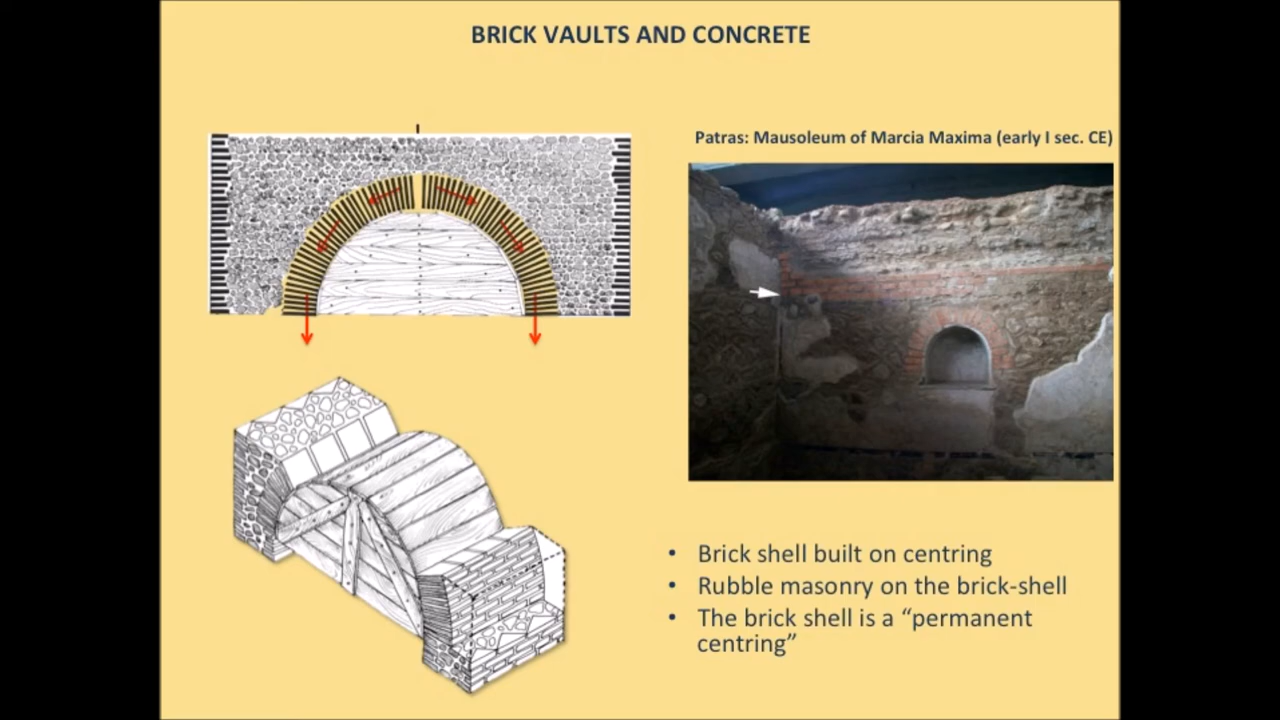 BRICK VAULTS AND CONCRETE
Patras: Mausoleum of Marcia Maxima (early I sec. CE)
• Brick shell built on centring
• Rubble masonry on the brick-shell
• The brick shell is a “permanent
centring”